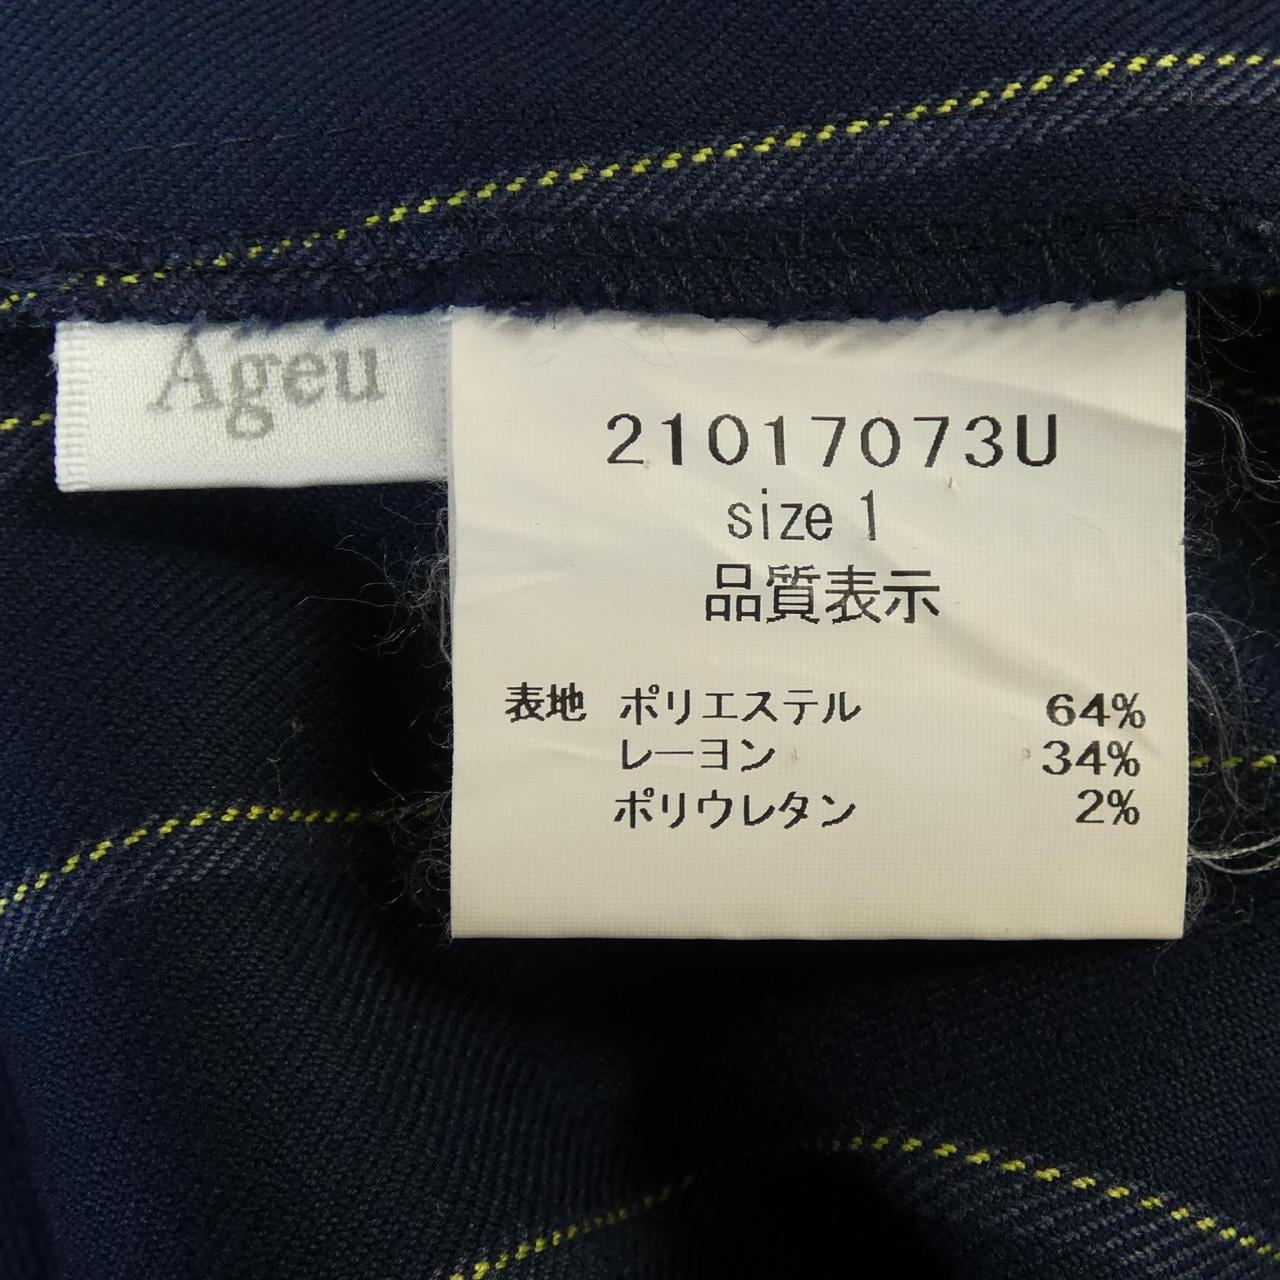 Ageu
21017073U
size 1
品質表示
表地 ポリエステル 64%
レーヨン 34%
ポリウレタン 2%